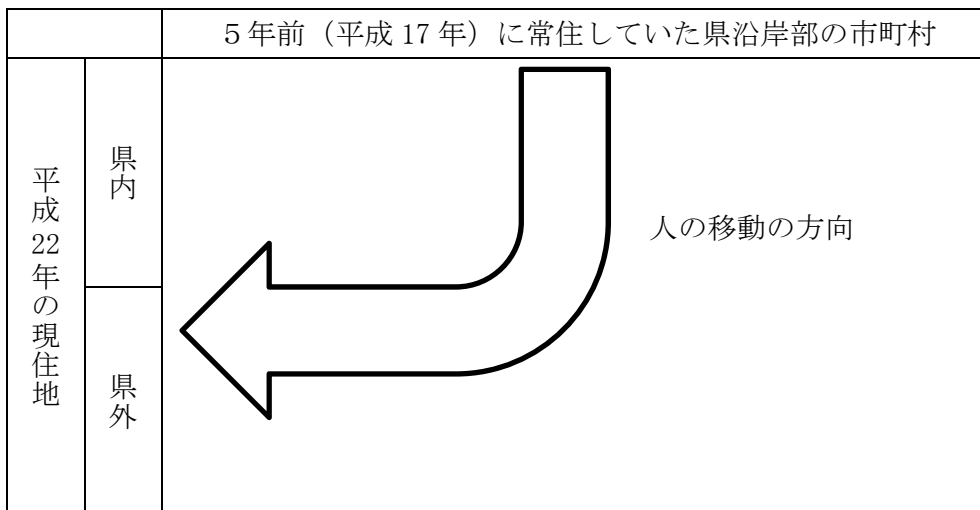 ５年前（平成 17 年）に常住していた県沿岸部の市町村
平成22年の現住地
県内
県外
人の移動の方向